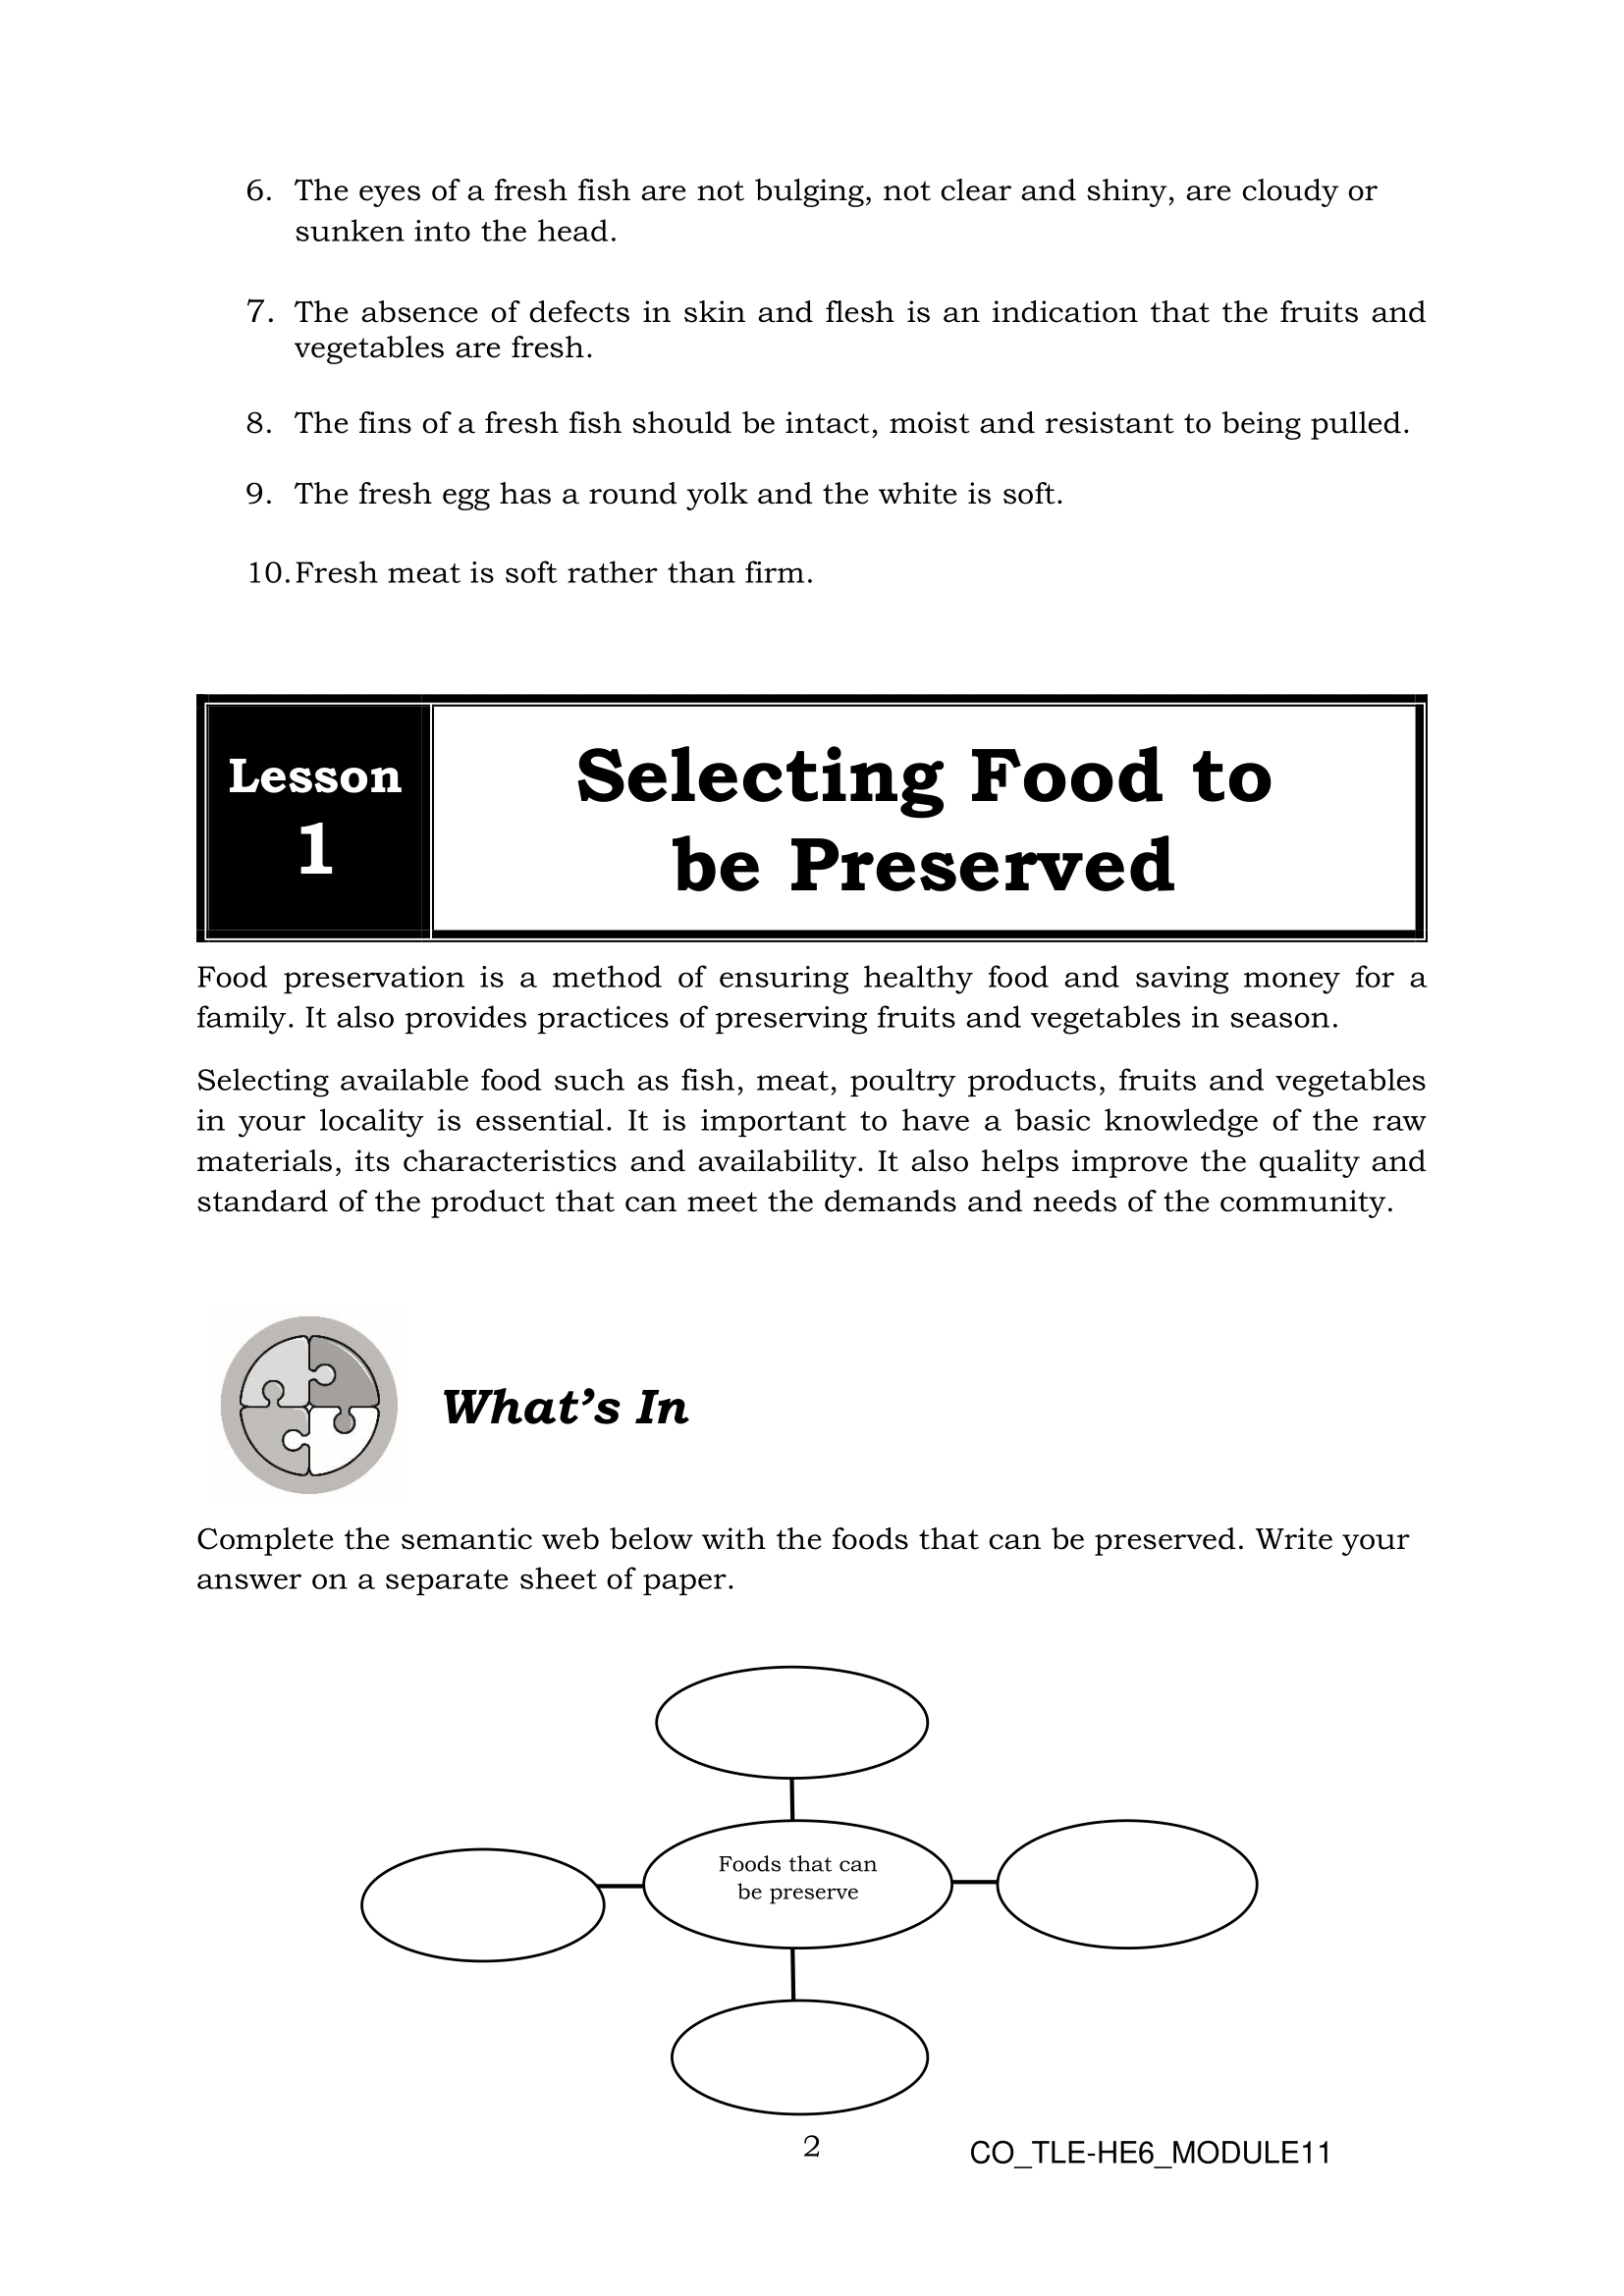 6. The eyes of a fresh fish are not bulging, not clear and shiny, are cloudy or
sunken into the head.
7. The absence of defects in skin and flesh is an indication that the fruits and
vegetables are fresh.
8. The fins of a fresh fish should be intact, moist and resistant to being pulled.
9. The fresh egg has a round yolk and the white is soft.
10. Fresh meat is soft rather than firm.
Lesson
1
Selecting Food to
be Preserved
Food preservation is a method of ensuring healthy food and saving money for a
family. It also provides practices of preserving fruits and vegetables in season.
Selecting available food such as fish, meat, poultry products, fruits and vegetables
in your locality is essential. It is important to have a basic knowledge of the raw
materials, its characteristics and availability. It also helps improve the quality and
standard of the product that can meet the demands and needs of the community.
What's In
Complete the semantic web below with the foods that can be preserved. Write your
answer on a separate sheet of paper.
Foods that can
be preserve
2
CO_TLE-HE6_MODULE11